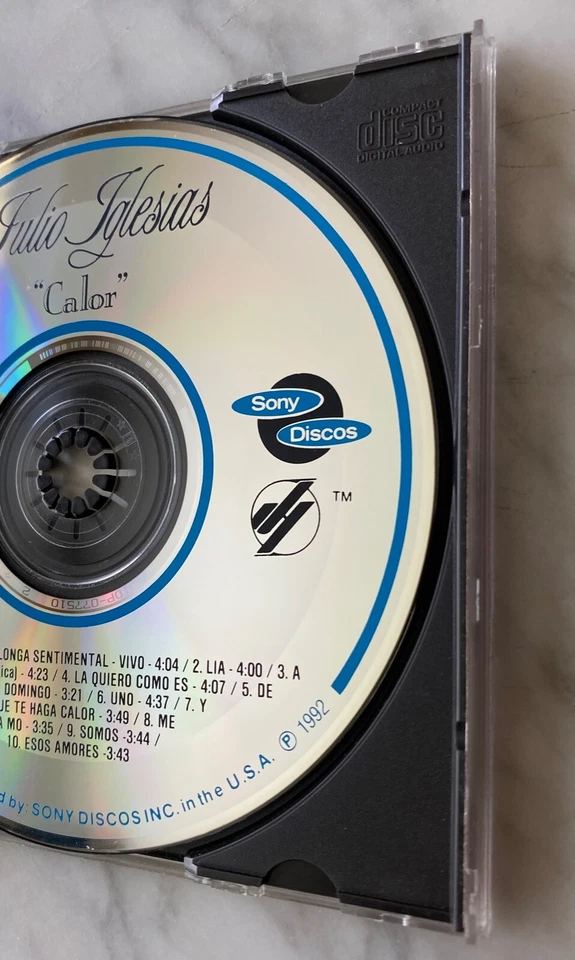 COMPACT
disc
DIGITAL AUDIO
Julio Iglesias
“Calor”
Sony
Discos
TM
LONGA SENTIMENTAL - VIVO - 4:04 / 2. LIA - 4:00 / 3. A
ica) - 4:23 / 4. LA QUIERO COMO ES - 4:07 / 5. DE
DOMINGO - 3:21 / 6. UNO - 4:37 / 7. Y
UE TE HAGA CALOR - 3:49 / 8. ME
A MO - 3:35 / 9. SOMOS -3:44 /
10. ESOS AMORES -3:43
d by: SONY DISCOS INC. in the U.S.A. ℗ 1992